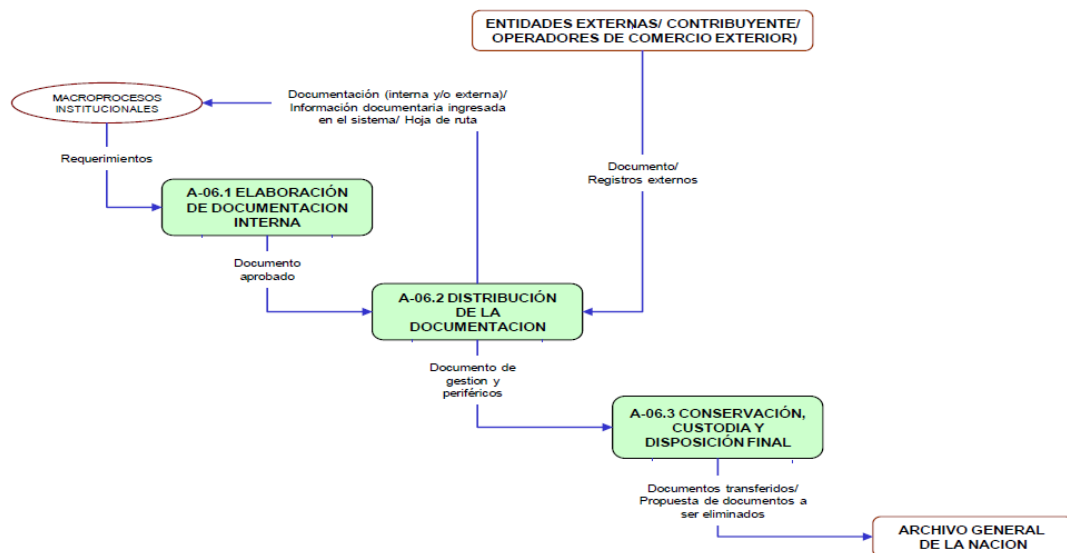 ENTIDADES EXTERNAS/ CONTRIBUYENTE/
OPERADORES DE COMERCIO EXTERIOR)
MACROPROCESOS
INSTITUCIONALES
Documentación (interna y/o externa)/
Información documentaria ingresada
en el sistema/ Hoja de ruta
Requerimientos
Documento/
Registros externos
A-06.1 ELABORACIÓN
DE DOCUMENTACION
INTERNA
Documento
aprobado
A-06.2 DISTRIBUCIÓN
DE LA
DOCUMENTACION
Documento de
gestion y
periféricos
A-06.3 CONSERVACIÓN,
CUSTODIA Y
DISPOSICIÓN FINAL
Documentos transferidos/
Propuesta de documentos a
ser eliminados
ARCHIVO GENERAL
DE LA NACION